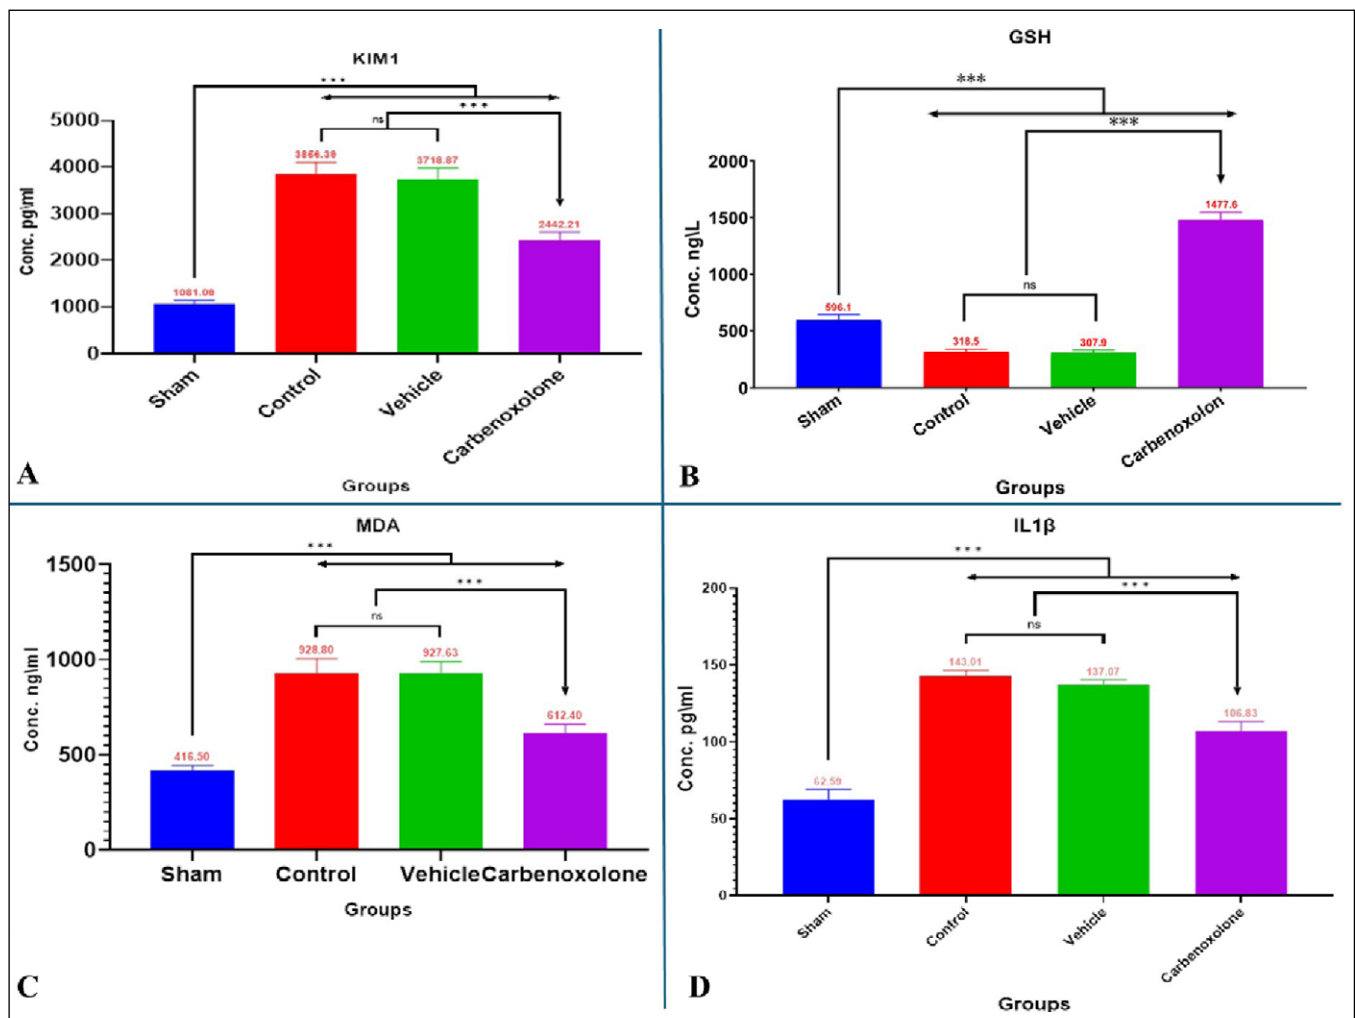 KIM1
***
***
ns
5000
4000
3000
2000
1000
0
Conc. pg\ml
1081.09
3856.39
3718.87
2442.21
Sham
Control
Vehicle
Carbenoxolone
Groups
A
GSH
***
***
ns
2000
1500
1000
500
0
Conc. ng\L
596.1
318.5
307.9
1477.6
Sham
Control
Vehicle
Carbenoxolon
Groups
B
MDA
***
***
ns
1500
1000
500
0
Conc. ng\ml
416.50
928.80
927.63
612.40
Sham
Control
Vehicle
Carbenoxolone
Groups
C
IL1β
***
***
ns
200
150
100
50
0
Conc. pg\ml
62.59
143.01
137.07
106.83
Sham
Control
Vehicle
Carbenoxolone
Groups
D